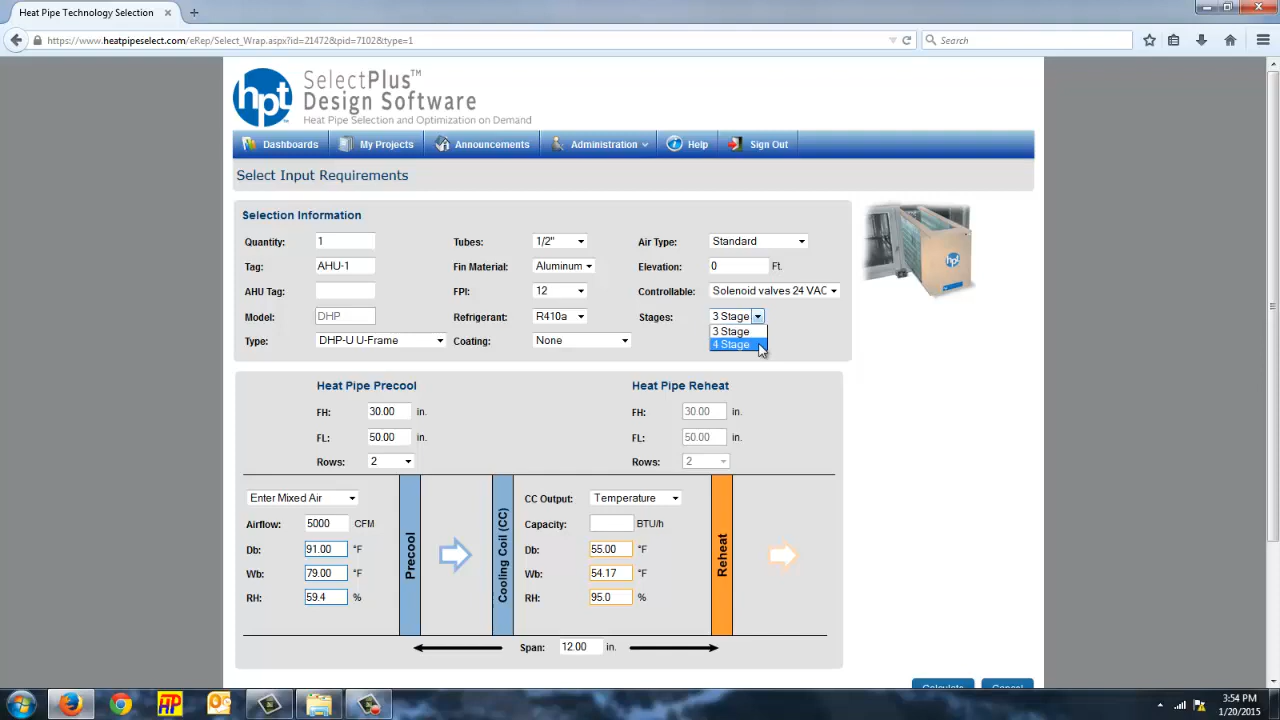 Heat Pipe Technology Selection
https://www.heatpipeselect.com/eRep/Select_Wrap.aspx?id=21472&pid=7102&type=1
Search
hpt
SelectPlus™
Design Software
Heat Pipe Selection and Optimization on Demand
Dashboards My Projects Announcements Administration Help Sign Out
Select Input Requirements
Selection Information
Quantity: 1 Tubes: 1/2" Air Type: Standard
Tag: AHU-1 Fin Material: Aluminum Elevation: 0 Ft.
AHU Tag: FPI: 12 Controllable: Solenoid valves 24 VAC
Model: DHP Refrigerant: R410a Stages: 3 Stage
3 Stage
Type: DHP-U U-Frame Coating: None 4 Stage
hpt
Heat Pipe Precool Heat Pipe Reheat
FH: 30.00 in. FH: 30.00 in.
FL: 50.00 in. FL: 50.00 in.
Rows: 2 Rows: 2
Enter Mixed Air CC Output: Temperature
Airflow: 5000 CFM Capacity: BTU/h
Db: 91.00 °F Db: 55.00 °F
Wb: 79.00 °F Wb: 54.17 °F
RH: 59.4 % RH: 95.0 %
Precool
Cooling Coil (CC)
Reheat
Span: 12.00 in.
Calculate Cancel
HP
3:54 PM
1/20/2015